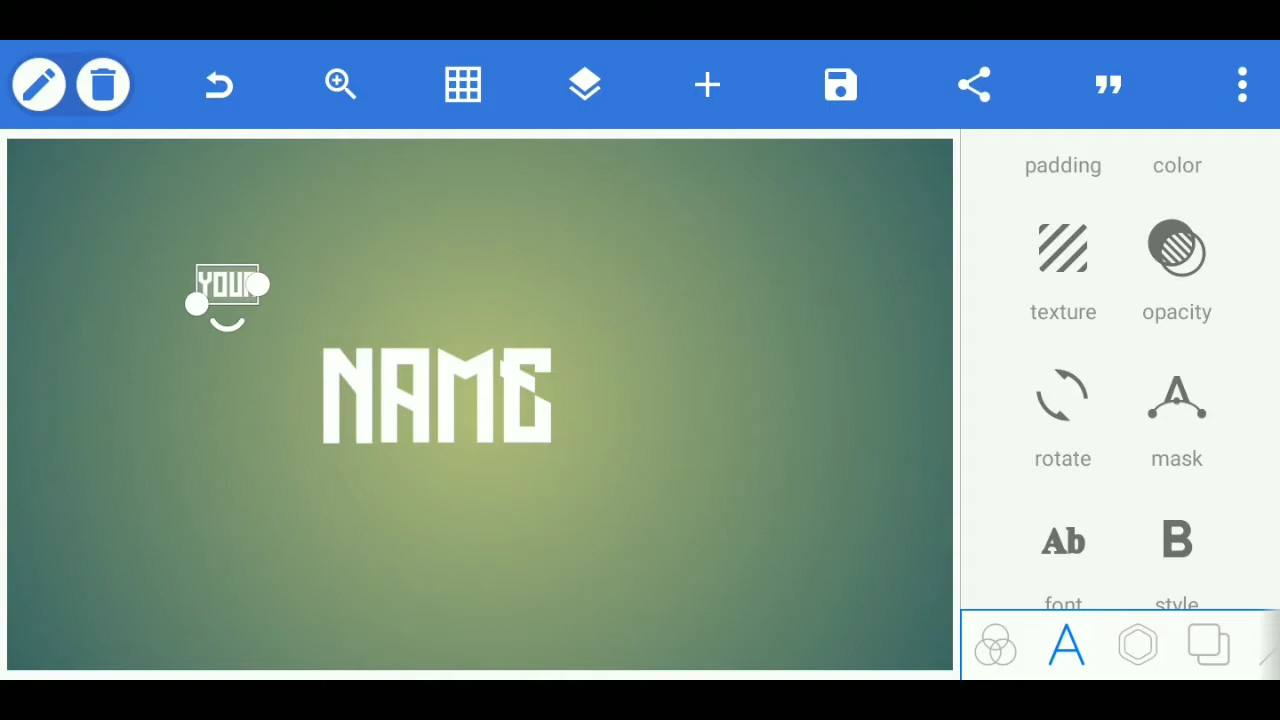 padding color
YOUR
texture opacity
NAME
rotate mask
Ab B
font style